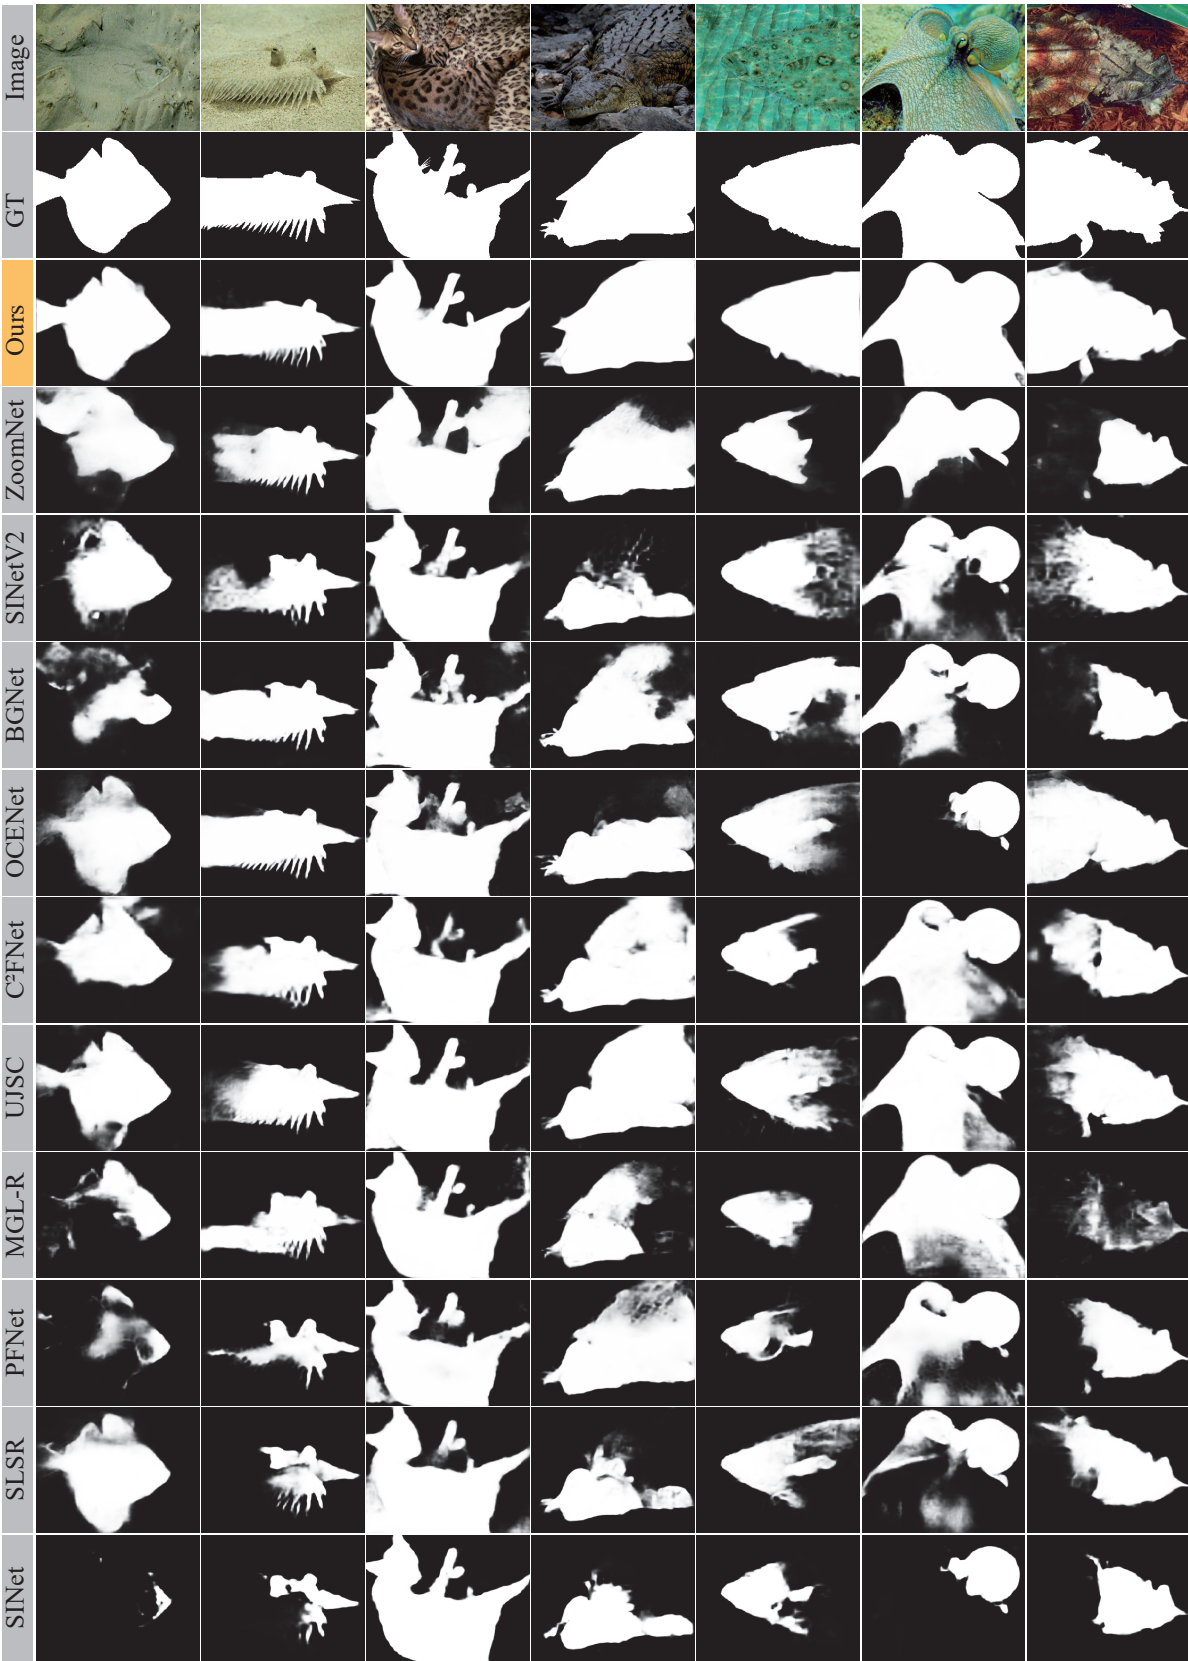 Image
GT
Ours
ZoomNet
SINetV2
BGNet
OCENet
C²FNet
UJSC
MGL-R
PFNet
SLSR
SINet